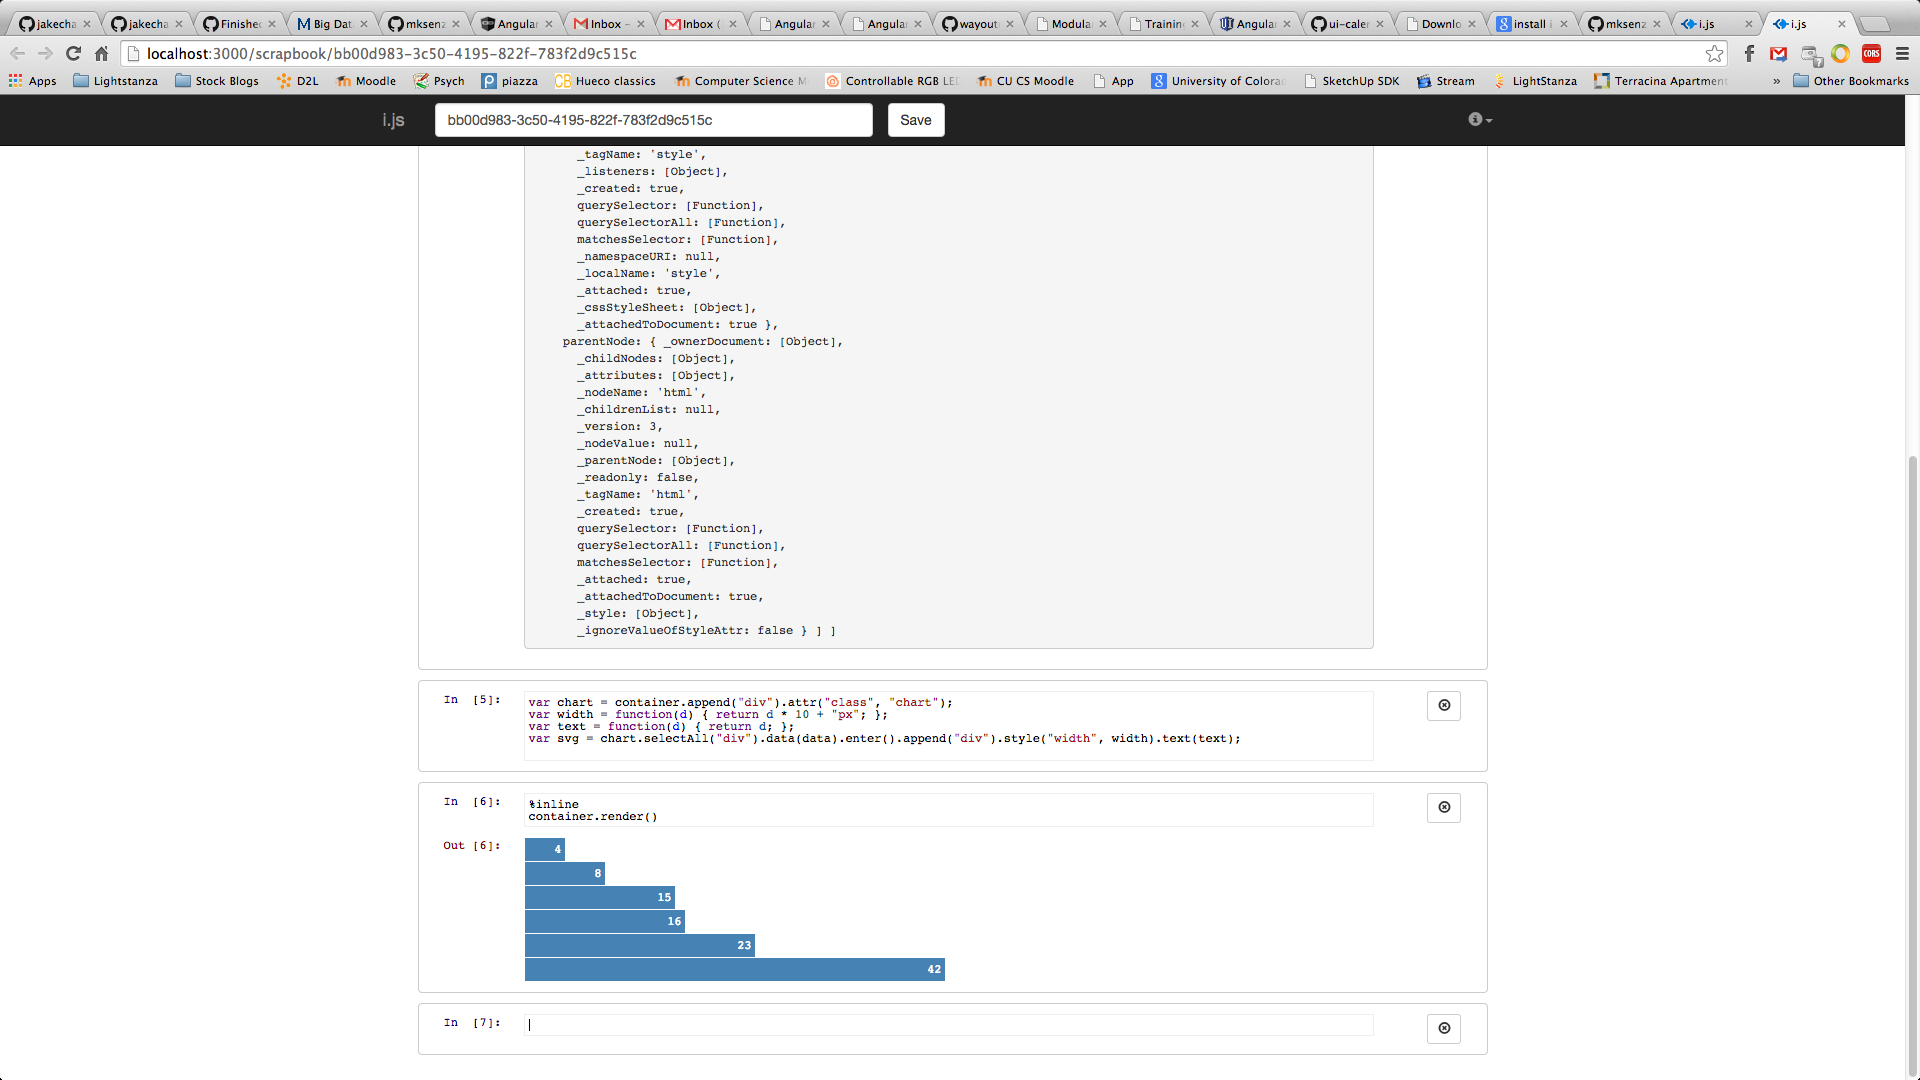 jakecha
jakecha
Finishe
Big Dat
mksenz
Angular
Inbox -
Inbox (
Angular
Angular
wayout
Modula
Trainin
Angular
ui-cale
Downlo
install i
mksenz
i.js
i.js
localhost:3000/scrapbook/bb00d983-3c50-4195-822f-783f2d9c515c
Apps Lightstanza Stock Blogs D2L Moodle Psych piazza Hueco classics Computer Science M Controllable RGB LE CU CS Moodle App University of Colora SketchUp SDK Stream LightStanza Terracina Apartment » Other Bookmarks
i.js bb00d983-3c50-4195-822f-783f2d9c515c Save
_tagName: 'style',
_listeners: [Object],
_created: true,
querySelector: [Function],
querySelectorAll: [Function],
matchesSelector: [Function],
_namespaceURI: null,
_localName: 'style',
_attached: true,
_cssStyleSheet: [Object],
_attachedToDocument: true },
parentNode: { _ownerDocument: [Object],
_childNodes: [Object],
_attributes: [Object],
_nodeName: 'html',
_childrenList: null,
_version: 3,
_nodeValue: null,
_parentNode: [Object],
_readonly: false,
_tagName: 'html',
_created: true,
querySelector: [Function],
querySelectorAll: [Function],
matchesSelector: [Function],
_attached: true,
_attachedToDocument: true,
_style: [Object],
_ignoreValueOfStyleAttr: false } ] ]
In [5]:
var chart = container.append("div").attr("class", "chart");
var width = function(d) { return d * 10 + "px"; };
var text = function(d) { return d; };
var svg = chart.selectAll("div").data(data).enter().append("div").style("width", width).text(text);
In [6]:
%inline
container.render()
Out [6]:
4
8
15
16
23
42
In [7]: